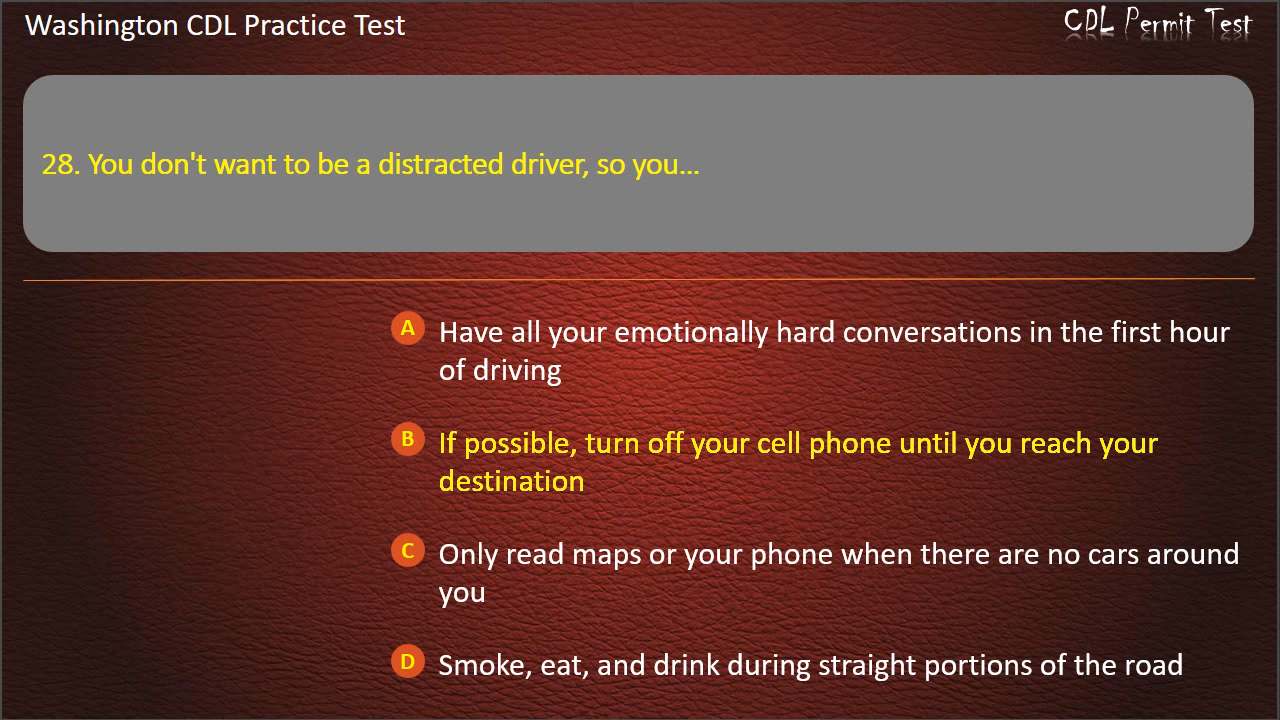 Washington CDL Practice Test
CDL Permit Test
28. You don't want to be a distracted driver, so you...
A Have all your emotionally hard conversations in the first hour
of driving
B If possible, turn off your cell phone until you reach your
destination
C Only read maps or your phone when there are no cars around
you
D Smoke, eat, and drink during straight portions of the road